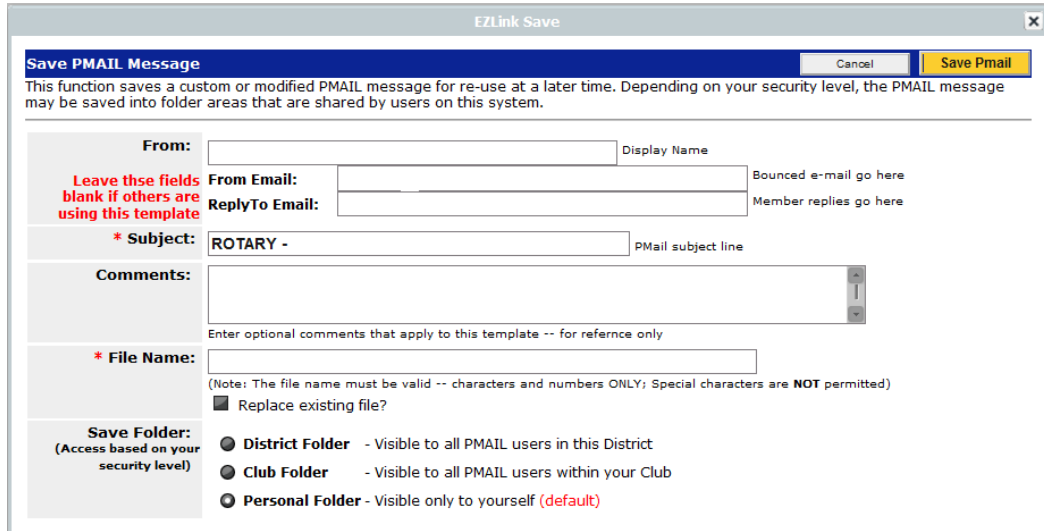 EZLink Save
Save PMAIL Message Cancel Save Pmail
This function saves a custom or modified PMAIL message for re-use at a later time. Depending on your security level, the PMAIL message
may be saved into folder areas that are shared by users on this system.
From: Display Name
Leave thse fields From Email: Bounced e-mail go here
blank if others are
using this template ReplyTo Email: Member replies go here
* Subject: ROTARY - PMail subject line
Comments:
Enter optional comments that apply to this template -- for refernce only
* File Name:
(Note: The file name must be valid -- characters and numbers ONLY; Special characters are NOT permitted)
Replace existing file?
Save Folder:
(Access based on your
security level)
District Folder - Visible to all PMAIL users in this District
Club Folder - Visible to all PMAIL users within your Club
Personal Folder - Visible only to yourself (default)